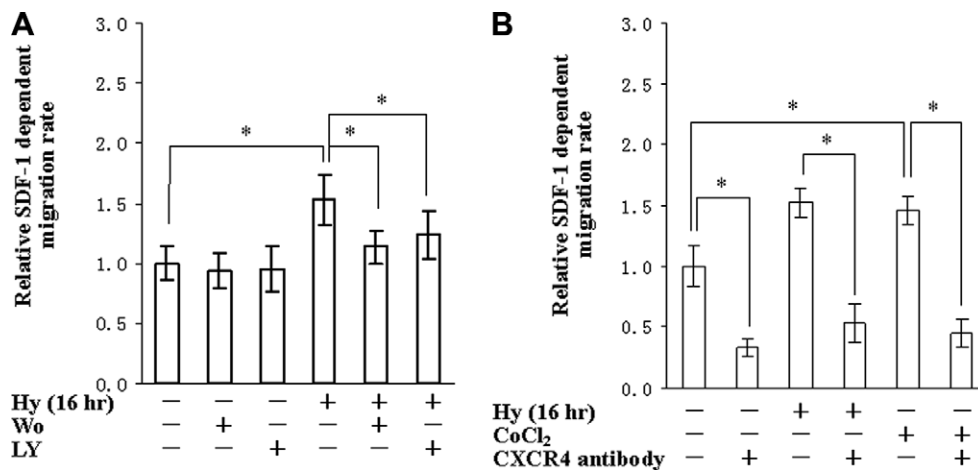 A
Relative SDF-1 dependent
migration rate
3.0
2.5
2.0
1.5
1.0
0.5
0.0
*
*
*
Hy (16 hr) — — — + + +
Wo — + — — + —
LY — — + — — +
B
Relative SDF-1 dependent
migration rate
3.0
2.5
2.0
1.5
1.0
0.5
0.0
*
*
*
*
Hy (16 hr) — — + + — —
CoCl₂ — — — — + +
CXCR4 antibody — + — + — +